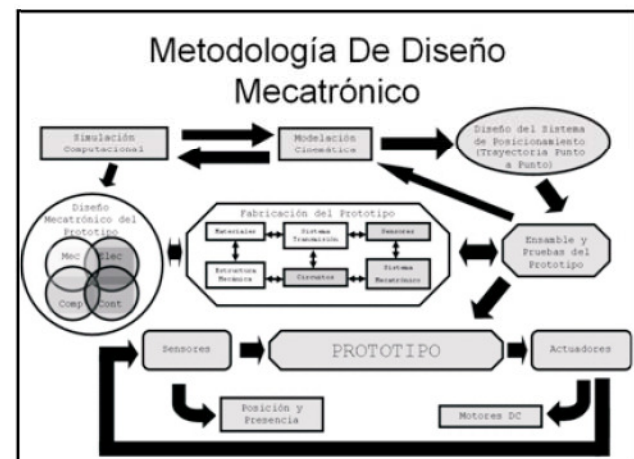 Metodología De Diseño
Mecatrónico
Simulación
Computacional
Modelación
Cinemática
Diseño del Sistema
de Posicionamiento
(Trayectoria Punto
a Punto)
Diseño
Mecatrónico del
Prototipo
Mec
Elec
Comp
Cont
Fabricación del Prototipo
Materiales
Sistema
Transmisión
Sensores
Estructura
Mecánica
Circuitos
Sistema
Mecatrónico
Ensamble y
Pruebas del
Prototipo
Sensores
PROTOTIPO
Actuadores
Posición y
Presencia
Motores DC